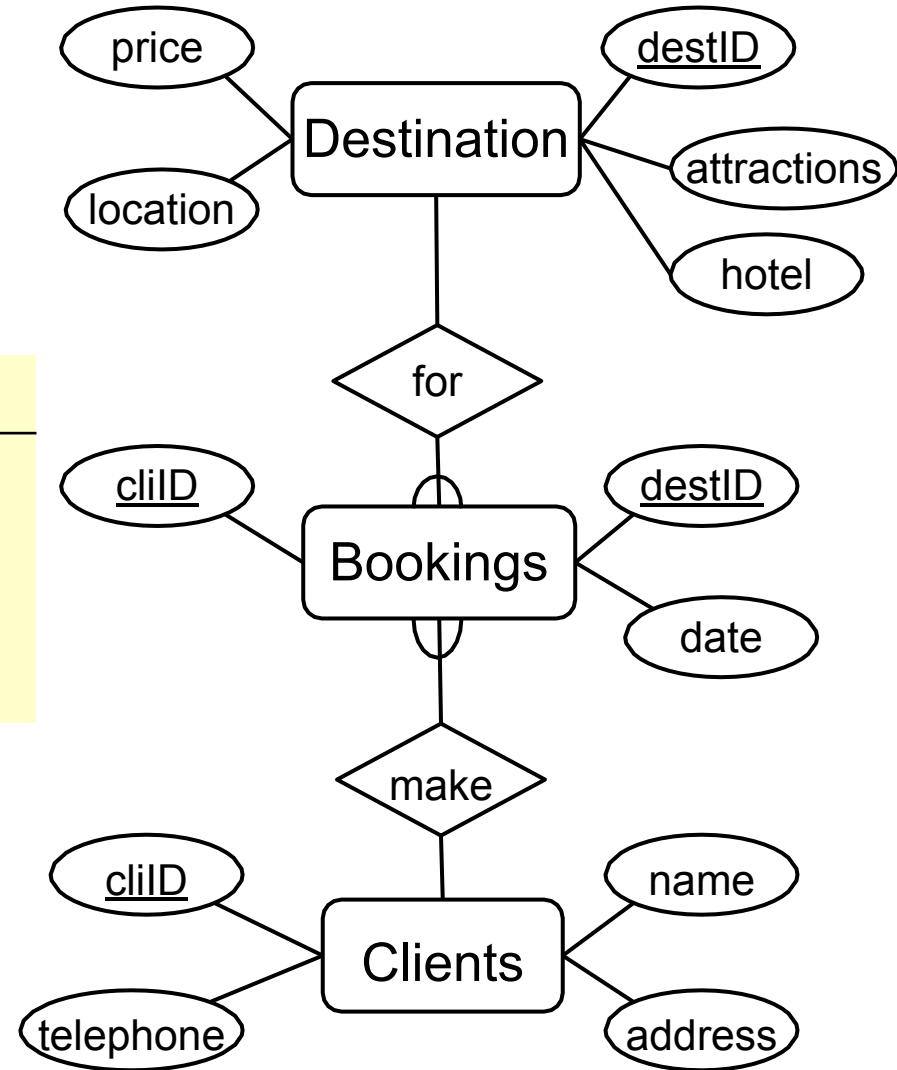 price
destID
Destination
attractions
location
hotel
for
cliID
destID
Bookings
date
make
cliID
name
Clients
telephone
address